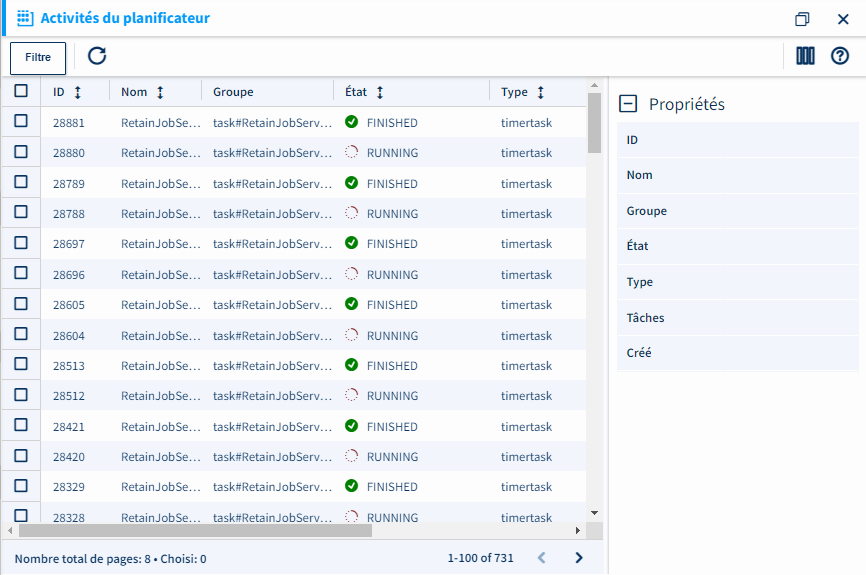 Activités du planificateur
Filtre
ID Nom Groupe État Type
28881 RetainJobSe... task#RetainJobServ... FINISHED timertask
28880 RetainJobSe... task#RetainJobServ... RUNNING timertask
28789 RetainJobSe... task#RetainJobServ... FINISHED timertask
28788 RetainJobSe... task#RetainJobServ... RUNNING timertask
28697 RetainJobSe... task#RetainJobServ... FINISHED timertask
28696 RetainJobSe... task#RetainJobServ... RUNNING timertask
28605 RetainJobSe... task#RetainJobServ... FINISHED timertask
28604 RetainJobSe... task#RetainJobServ... RUNNING timertask
28513 RetainJobSe... task#RetainJobServ... FINISHED timertask
28512 RetainJobSe... task#RetainJobServ... RUNNING timertask
28421 RetainJobSe... task#RetainJobServ... FINISHED timertask
28420 RetainJobSe... task#RetainJobServ... RUNNING timertask
28329 RetainJobSe... task#RetainJobServ... FINISHED timertask
28328 RetainJobSe... task#RetainJobServ... RUNNING timertask
Nombre total de pages: 8 • Choisi: 0
1-100 of 731
Propriétés
ID
Nom
Groupe
État
Type
Tâches
Créé